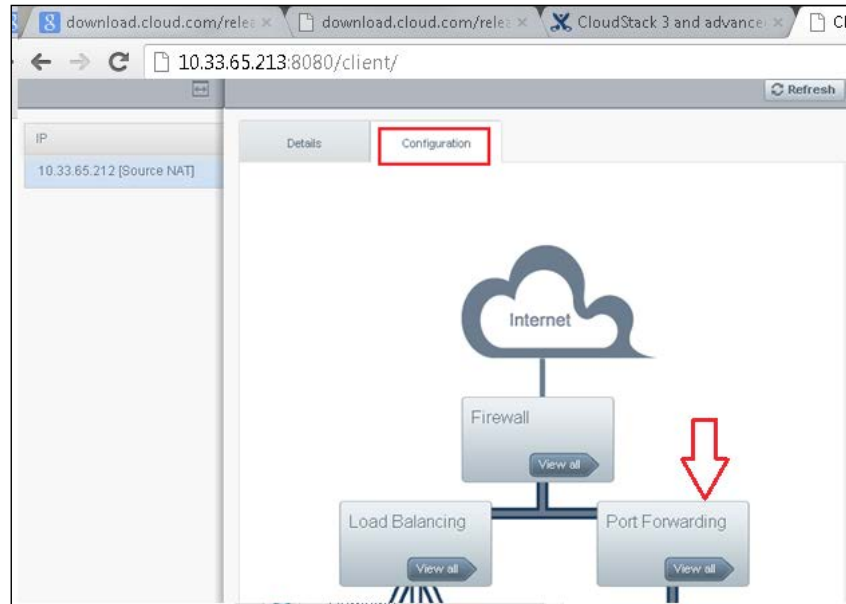 download.cloud.com/rele
download.cloud.com/rele
CloudStack 3 and advance
10.33.65.213:8080/client/
Refresh
IP
Details
Configuration
10.33.65.212 [Source NAT]
Internet
Firewall
View all
Load Balancing
View all
Port Forwarding
View all